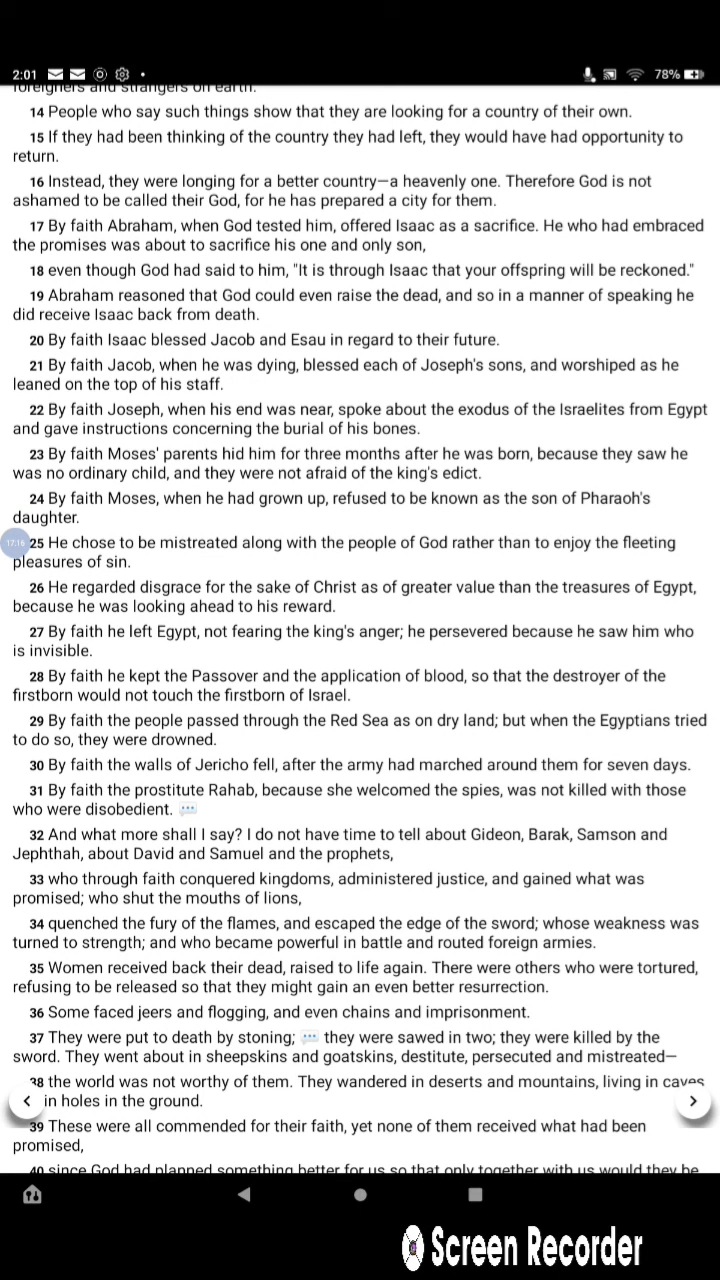 2:01
78%
foreigners and strangers on earth.
14 People who say such things show that they are looking for a country of their own.
15 If they had been thinking of the country they had left, they would have had opportunity to
return.
16 Instead, they were longing for a better country—a heavenly one. Therefore God is not
ashamed to be called their God, for he has prepared a city for them.
17 By faith Abraham, when God tested him, offered Isaac as a sacrifice. He who had embraced
the promises was about to sacrifice his one and only son,
18 even though God had said to him, "It is through Isaac that your offspring will be reckoned."
19 Abraham reasoned that God could even raise the dead, and so in a manner of speaking he
did receive Isaac back from death.
20 By faith Isaac blessed Jacob and Esau in regard to their future.
21 By faith Jacob, when he was dying, blessed each of Joseph's sons, and worshiped as he
leaned on the top of his staff.
22 By faith Joseph, when his end was near, spoke about the exodus of the Israelites from Egypt
and gave instructions concerning the burial of his bones.
23 By faith Moses' parents hid him for three months after he was born, because they saw he
was no ordinary child, and they were not afraid of the king's edict.
24 By faith Moses, when he had grown up, refused to be known as the son of Pharaoh's
daughter.
17:16
25 He chose to be mistreated along with the people of God rather than to enjoy the fleeting
pleasures of sin.
26 He regarded disgrace for the sake of Christ as of greater value than the treasures of Egypt,
because he was looking ahead to his reward.
27 By faith he left Egypt, not fearing the king's anger; he persevered because he saw him who
is invisible.
28 By faith he kept the Passover and the application of blood, so that the destroyer of the
firstborn would not touch the firstborn of Israel.
29 By faith the people passed through the Red Sea as on dry land; but when the Egyptians tried
to do so, they were drowned.
30 By faith the walls of Jericho fell, after the army had marched around them for seven days.
31 By faith the prostitute Rahab, because she welcomed the spies, was not killed with those
who were disobedient.
32 And what more shall I say? I do not have time to tell about Gideon, Barak, Samson and
Jephthah, about David and Samuel and the prophets,
33 who through faith conquered kingdoms, administered justice, and gained what was
promised; who shut the mouths of lions,
34 quenched the fury of the flames, and escaped the edge of the sword; whose weakness was
turned to strength; and who became powerful in battle and routed foreign armies.
35 Women received back their dead, raised to life again. There were others who were tortured,
refusing to be released so that they might gain an even better resurrection.
36 Some faced jeers and flogging, and even chains and imprisonment.
37 They were put to death by stoning; they were sawed in two; they were killed by the
sword. They went about in sheepskins and goatskins, destitute, persecuted and mistreated—
38 the world was not worthy of them. They wandered in deserts and mountains, living in caves
in holes in the ground.
39 These were all commended for their faith, yet none of them received what had been
promised,
40 since God had planned something better for us so that only together with us would they be
Screen Recorder